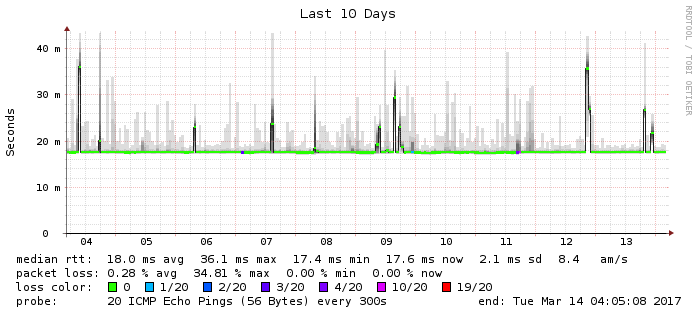 Last 10 Days
RRDTOOL / TOBI OETIKER
Seconds
40 m
30 m
20 m
10 m
0
04 05 06 07 08 09 10 11 12 13
median rtt: 18.0 ms avg 36.1 ms max 17.4 ms min 17.6 ms now 2.1 ms sd 8.4 am/s
packet loss: 0.28 % avg 34.81 % max 0.00 % min 0.00 % now
loss color: 0 1/20 2/20 3/20 4/20 10/20 19/20
probe: 20 ICMP Echo Pings (56 Bytes) every 300s end: Tue Mar 14 04:05:08 2017